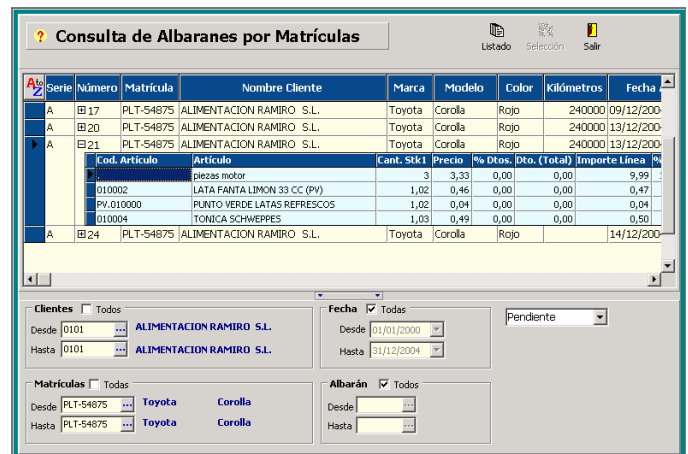 ? Consulta de Albaranes por Matrículas
Listado Selección Salir
A to Z Serie Número Matrícula Nombre Cliente Marca Modelo Color Kilómetros Fecha
A 17 PLT-54875 ALIMENTACION RAMIRO S.L. Toyota Corolla Rojo 240000 09/12/200
A 20 PLT-54875 ALIMENTACION RAMIRO S.L. Toyota Corolla Rojo 240000 13/12/200
A 21 PLT-54875 ALIMENTACION RAMIRO S.L. Toyota Corolla Rojo 240000 13/12/200
Cod. Artículo Artículo Cant. Stk1 Precio % Dtos. Dto. (Total) Importe Línea %
. piezas motor 3 3,33 0,00 0,00 9,99
010002 LATA FANTA LIMON 33 CC (PV) 1,02 0,46 0,00 0,00 0,47
PV.010000 PUNTO VERDE LATAS REFRESCOS 1,02 0,04 0,00 0,00 0,04
010004 TONICA SCHWEPPES 1,03 0,49 0,00 0,00 0,50
A 24 PLT-54875 ALIMENTACION RAMIRO S.L. Toyota Corolla Rojo 14/12/200
Clientes Todos
Desde 0101 ... ALIMENTACION RAMIRO S.L.
Hasta 0101 ... ALIMENTACION RAMIRO S.L.
Fecha Todas
Desde 01/01/2000
Hasta 31/12/2004
Pendiente
Matrículas Todas
Desde PLT-54875 ... Toyota Corolla
Hasta PLT-54875 ... Toyota Corolla
Albarán Todos
Desde ...
Hasta ...